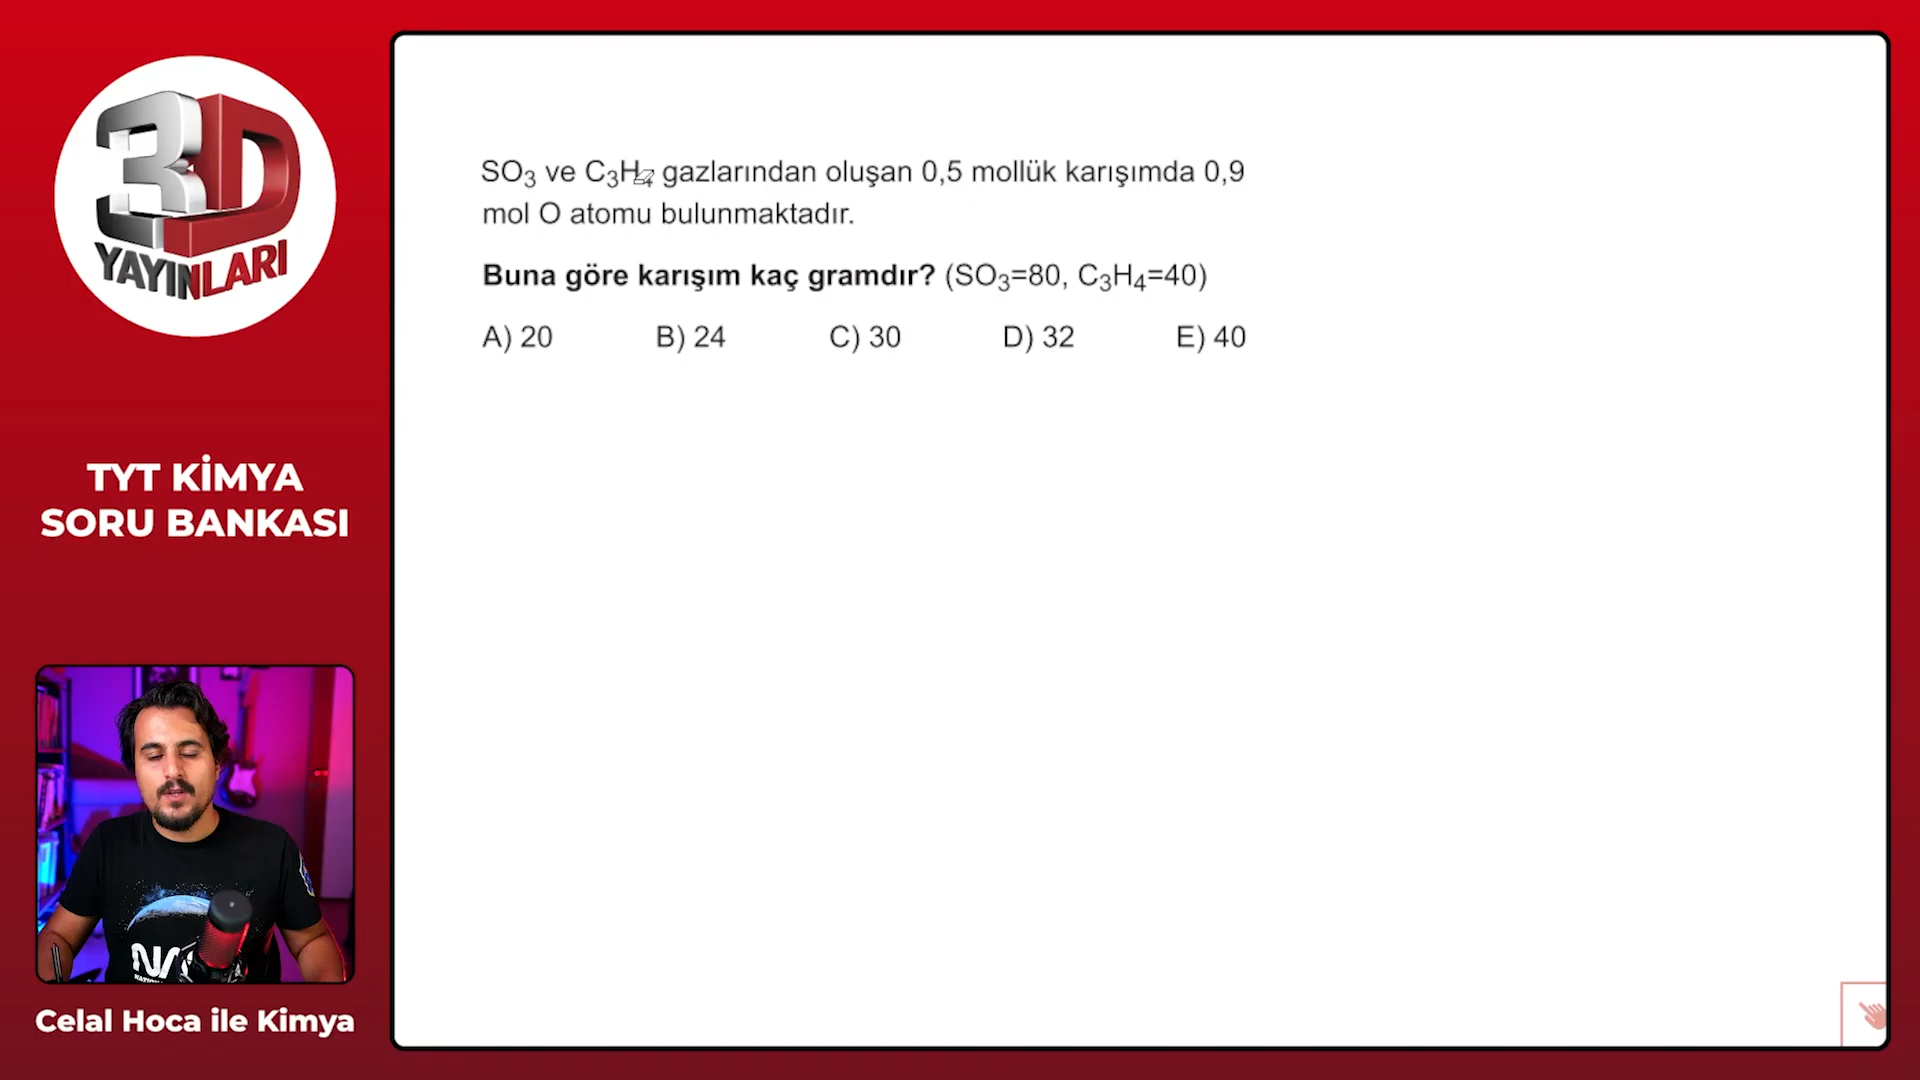 3D
YAYINLARI
TYT KİMYA
SORU BANKASI
Celal Hoca ile Kimya
SO3 ve C3H4 gazlarından oluşan 0,5 mollük karışımda 0,9
mol O atomu bulunmaktadır.
Buna göre karışım kaç gramdır? (SO3=80, C3H4=40)
A) 20 B) 24 C) 30 D) 32 E) 40